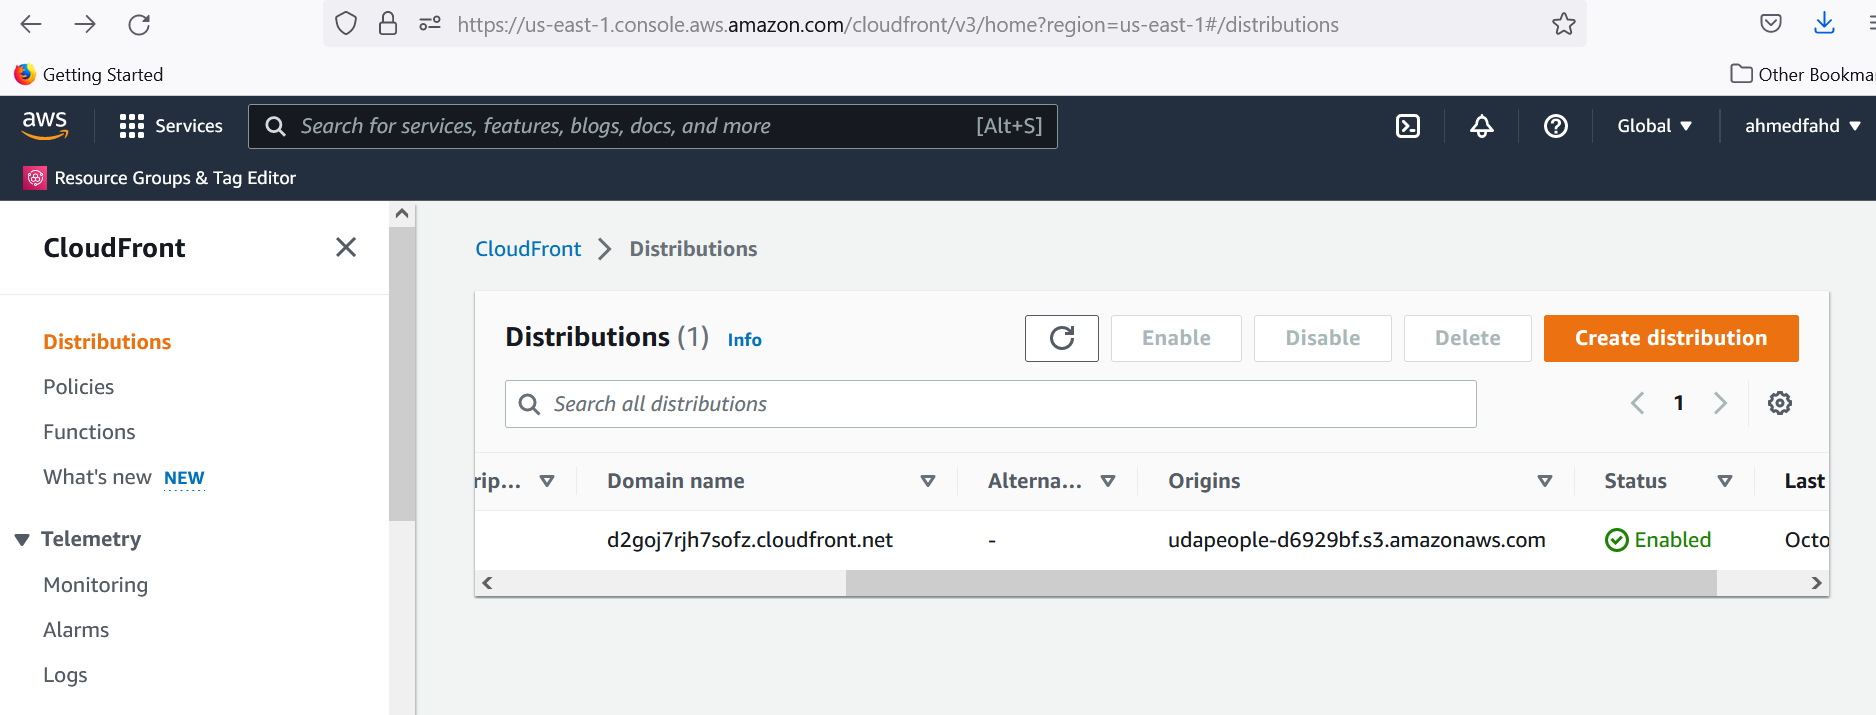 https://us-east-1.console.aws.amazon.com/cloudfront/v3/home?region=us-east-1#/distributions
Getting Started
Other Bookma
aws
Services
Search for services, features, blogs, docs, and more
[Alt+S]
Global
ahmedfahd
Resource Groups & Tag Editor
CloudFront
Distributions
Policies
Functions
What's new NEW
Telemetry
Monitoring
Alarms
Logs
CloudFront
Distributions
Distributions (1) Info
Enable
Disable
Delete
Create distribution
Search all distributions
1
rip...
Domain name
Alterna...
Origins
Status
Last
d2goj7rjh7sofz.cloudfront.net
-
udapeople-d6929bf.s3.amazonaws.com
Enabled
Octo